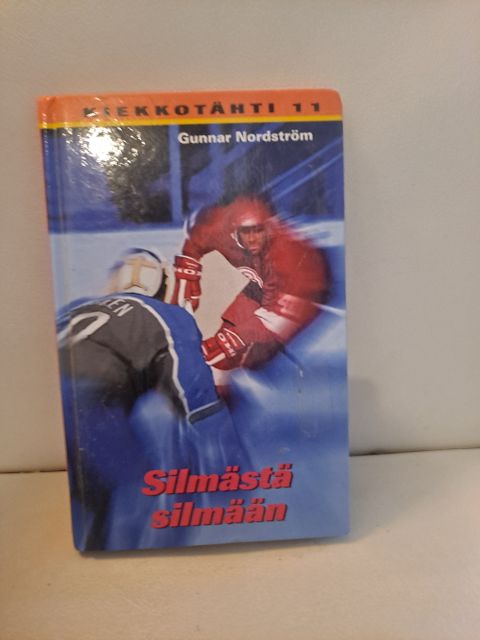 KIEKKOTÄHTI 11
Gunnar Nordström
Silmästä
silmään